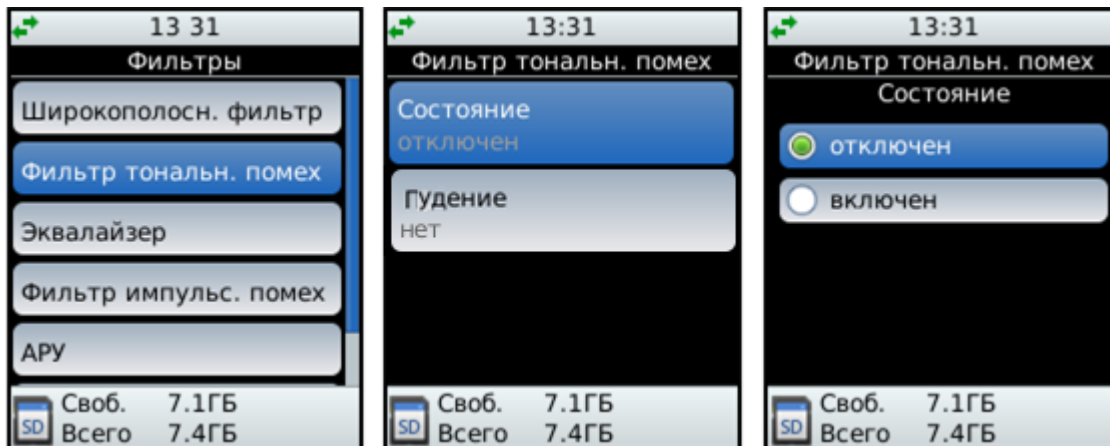 13 31
Фильтры
Широкополосн. фильтр
Фильтр тональн. помех
Эквалайзер
Фильтр импульс. помех
АРУ
SD
Своб. 7.1ГБ
Всего 7.4ГБ
13:31
Фильтр тональн. помех
Состояние
отключен
Гудение
нет
SD
Своб. 7.1ГБ
Всего 7.4ГБ
13:31
Фильтр тональн. помех
Состояние
отключен
включен
SD
Своб. 7.1ГБ
Всего 7.4ГБ